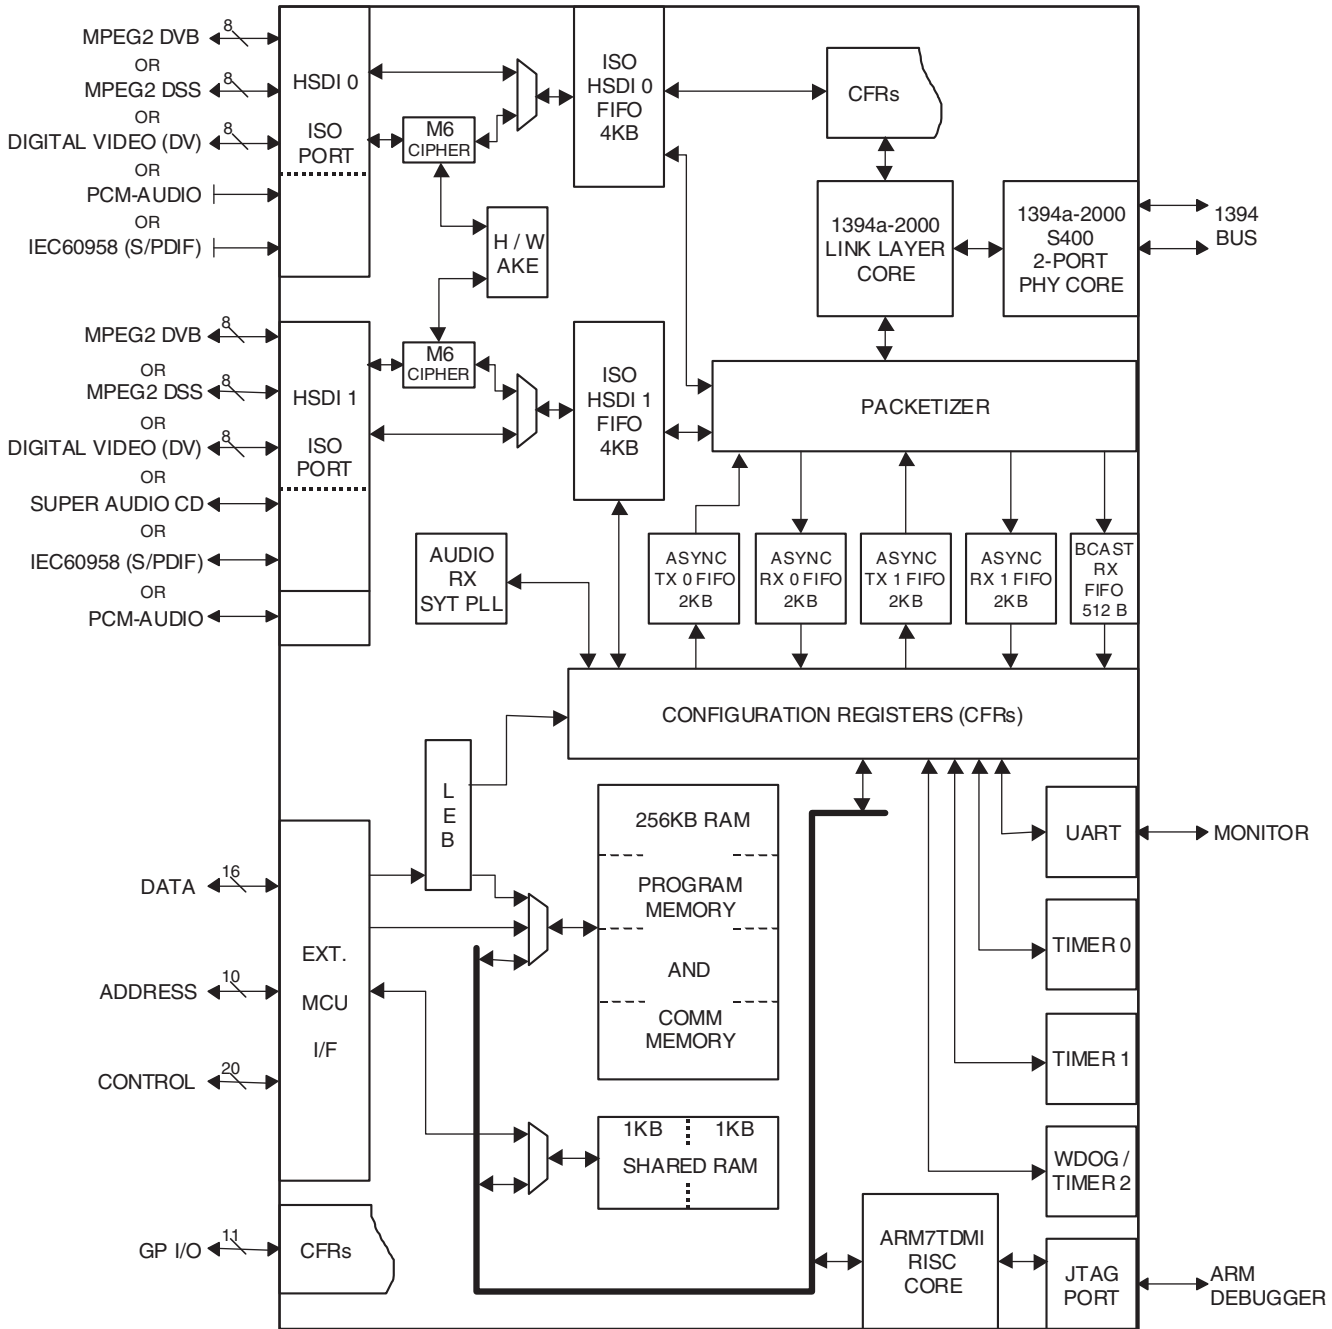 MPEG2 DVB
8
OR
MPEG2 DSS
8
OR
DIGITAL VIDEO (DV)
8
OR
PCM-AUDIO
OR
IEC60958 (S/PDIF)
HSDI 0
ISO
PORT
M6
CIPHER
H / W
AKE
ISO
HSDI 0
FIFO
4KB
CFRs
1394a-2000
LINK LAYER
CORE
1394a-2000
S400
2-PORT
PHY CORE
1394
BUS
MPEG2 DVB
8
OR
MPEG2 DSS
8
OR
DIGITAL VIDEO (DV)
8
OR
SUPER AUDIO CD
OR
IEC60958 (S/PDIF)
OR
PCM-AUDIO
HSDI 1
ISO
PORT
M6
CIPHER
ISO
HSDI 1
FIFO
4KB
PACKETIZER
AUDIO
RX
SYT PLL
ASYNC
TX 0 FIFO
2KB
ASYNC
RX 0 FIFO
2KB
ASYNC
TX 1 FIFO
2KB
ASYNC
RX 1 FIFO
2KB
BCAST
RX
FIFO
512 B
CONFIGURATION REGISTERS (CFRs)
L
E
B
256KB RAM
PROGRAM
MEMORY
AND
COMM
MEMORY
UART
MONITOR
DATA
16
ADDRESS
10
CONTROL
20
EXT.
MCU
I/F
TIMER 0
TIMER 1
1KB
1KB
SHARED RAM
WDOG /
TIMER 2
GP I/O
11
CFRs
ARM7TDMI
RISC
CORE
JTAG
PORT
ARM
DEBUGGER